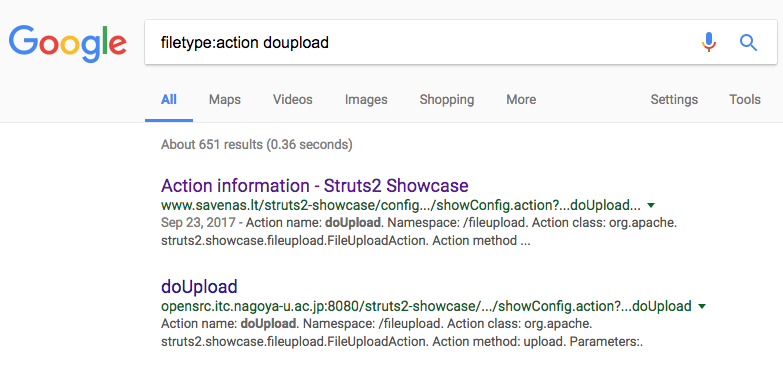 Google
filetype:action doupload
All Maps Videos Images Shopping More Settings Tools
About 651 results (0.36 seconds)
Action information - Struts2 Showcase
www.savenas.lt/struts2-showcase/config.../showConfig.action?...doUpload...
Sep 23, 2017 - Action name: doUpload. Namespace: /fileupload. Action class: org.apache.
struts2.showcase.fileupload.FileUploadAction. Action method ...
doUpload
opensrc.itc.nagoya-u.ac.jp:8080/struts2-showcase/.../showConfig.action?...doUpload
Action name: doUpload. Namespace: /fileupload. Action class: org.apache.
struts2.showcase.fileupload.FileUploadAction. Action method: upload. Parameters:.